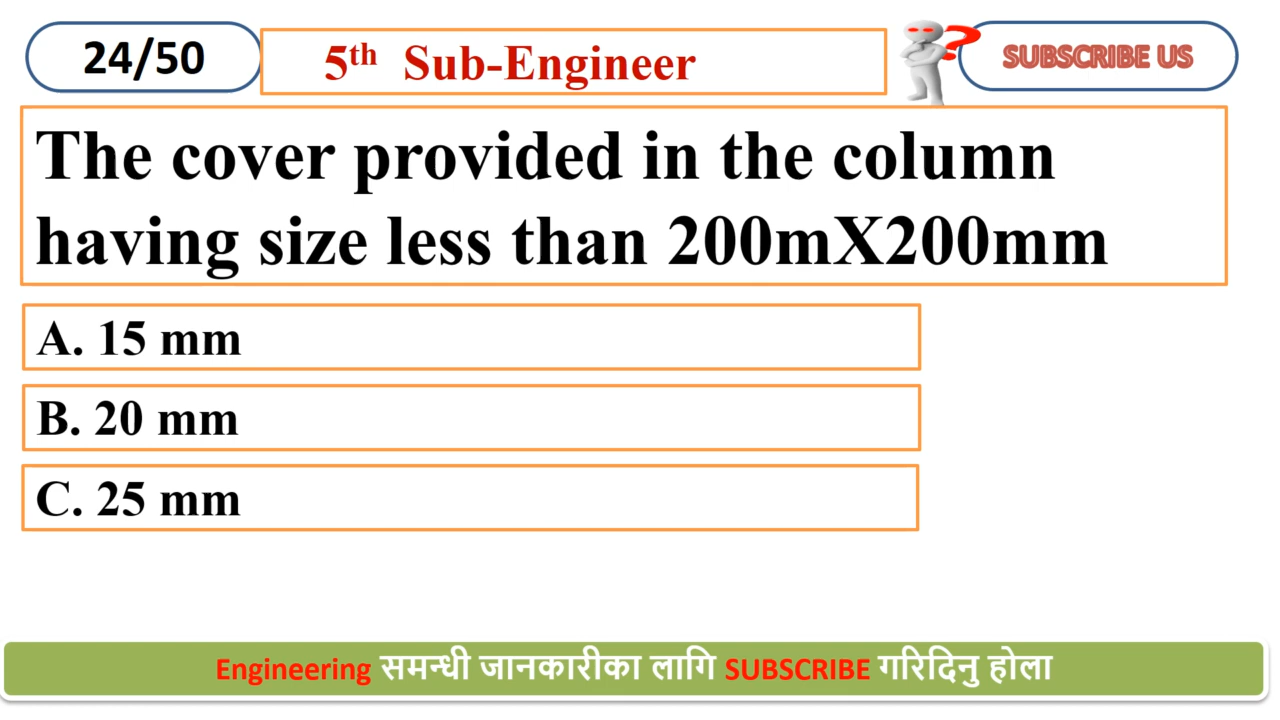 24/50
5th Sub-Engineer
?
SUBSCRIBE US
The cover provided in the column
having size less than 200mX200mm
A. 15 mm
B. 20 mm
C. 25 mm
Engineering समन्धी जानकारीका लागि SUBSCRIBE गरिदिनु होला